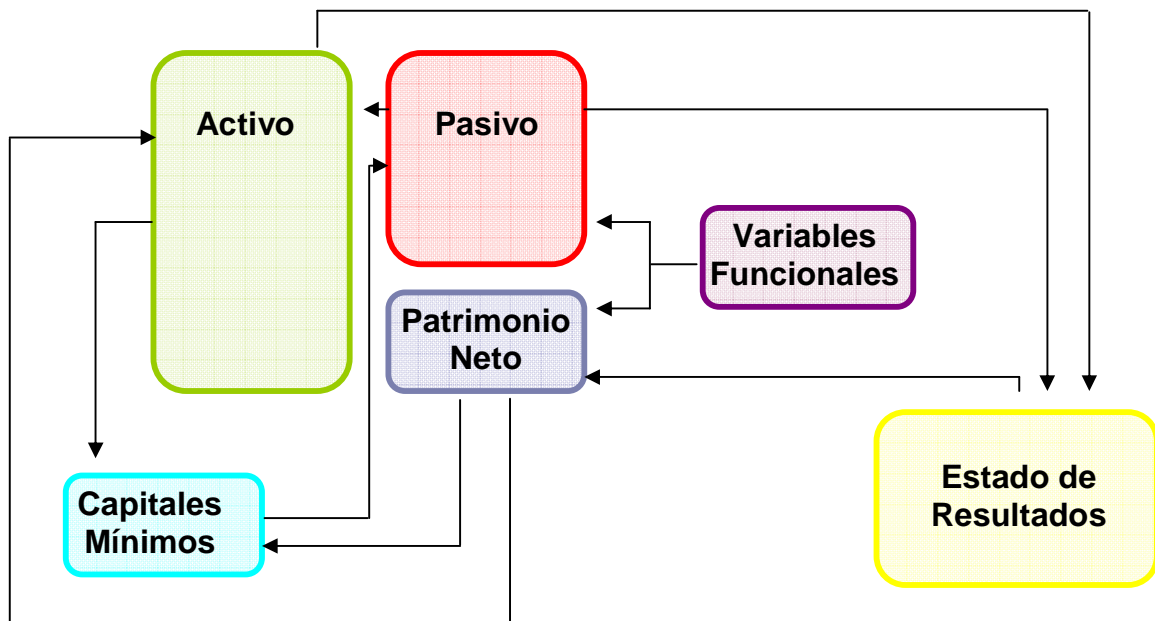 Activo
Pasivo
Variables
Funcionales
Patrimonio
Neto
Capitales
Mínimos
Estado de
Resultados